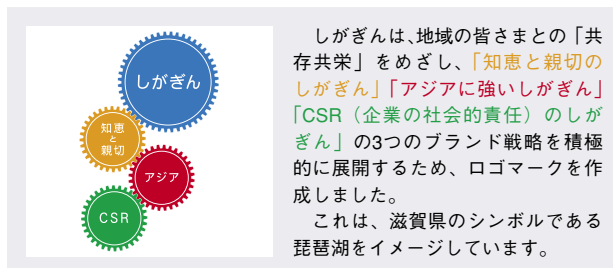 しがぎん
知恵
と
親切
アジア
CSR
　しがぎんは、地域の皆さまとの「共
存共栄」をめざし、「知恵と親切の
しがぎん」「アジアに強いしがぎん」
「CSR（企業の社会的責任）のしが
ぎん」の3つのブランド戦略を積極
的に展開するため、ロゴマークを作
成しました。
　これは、滋賀県のシンボルである
琵琶湖をイメージしています。